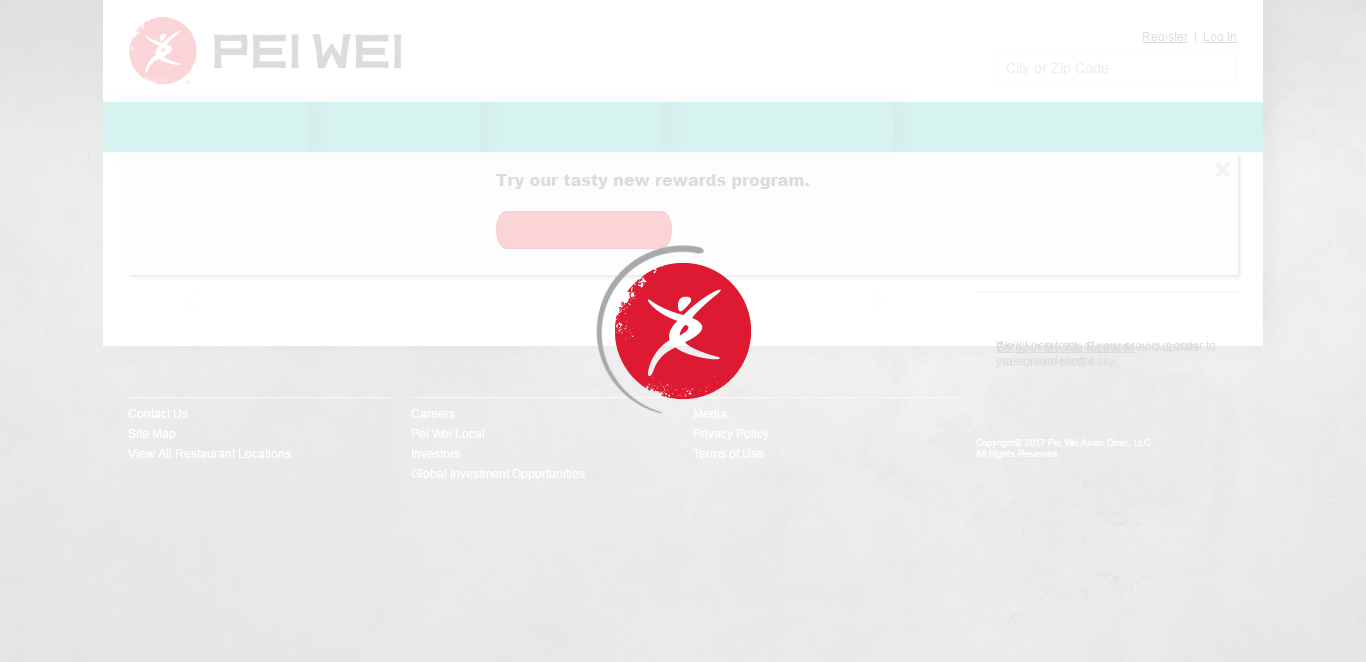 PEI WEI
Register | Log In
City or Zip Code
Try our tasty new rewards program.
Contact Us
Site Map
View All Restaurant Locations
Careers
Pei Wei Local
Investors
Global Investment Opportunities
Media
Privacy Policy
Terms of Use
Copyright© 2017 Pei Wei Asian Diner, LLC
All Rights Reserved.